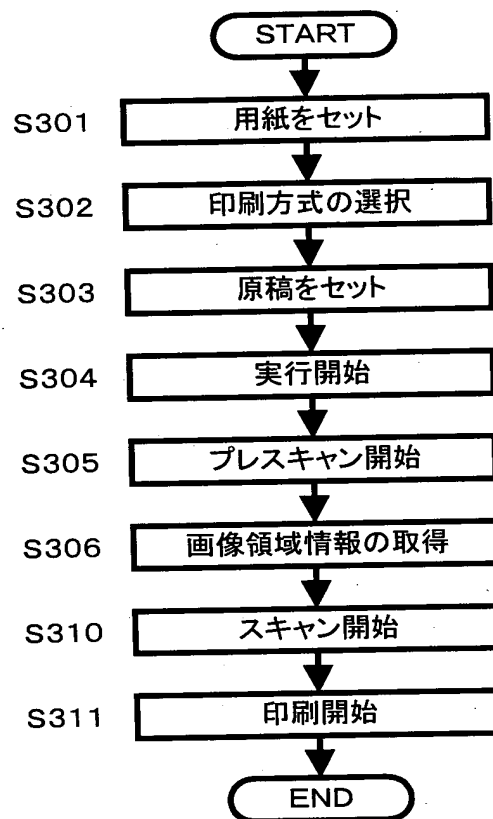 START
S301 用紙をセット
S302 印刷方式の選択
S303 原稿をセット
S304 実行開始
S305 プレスキャン開始
S306 画像領域情報の取得
S310 スキャン開始
S311 印刷開始
END